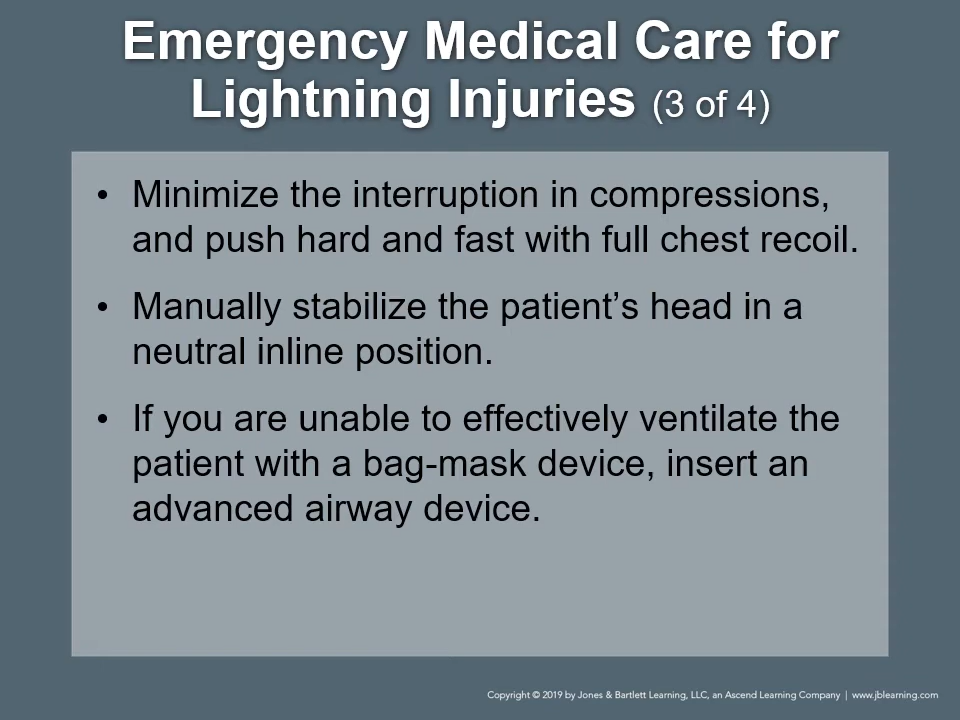 Emergency Medical Care for
Lightning Injuries (3 of 4)
• Minimize the interruption in compressions,
and push hard and fast with full chest recoil.
• Manually stabilize the patient’s head in a
neutral inline position.
• If you are unable to effectively ventilate the
patient with a bag-mask device, insert an
advanced airway device.
Copyright © 2019 by Jones & Bartlett Learning, LLC, an Ascend Learning Company | www.jblearning.com